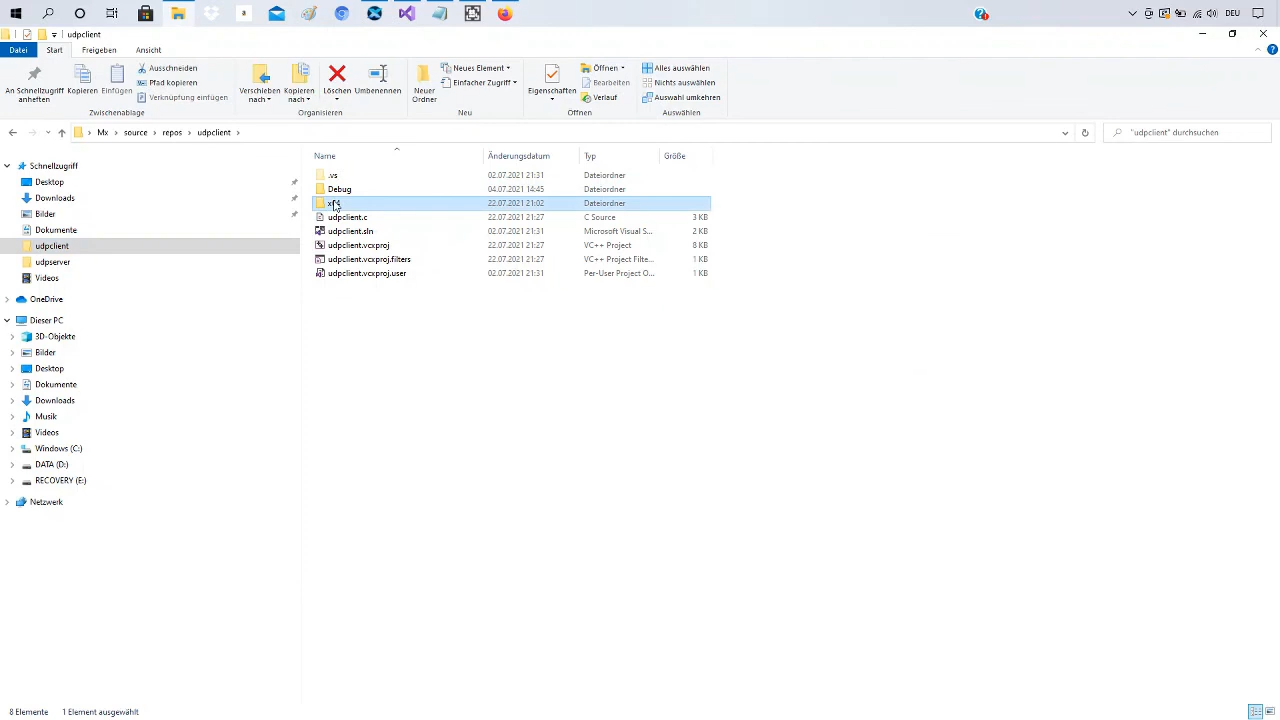 a
DEU
udpclient
Datei Start Freigeben Ansicht
An Schnellzugriff anheften
Kopieren
Einfügen
Ausschneiden
Pfad kopieren
Verknüpfung einfügen
Zwischenablage
Verschieben nach
Kopieren nach
Löschen
Umbenennen
Organisieren
Neuer Ordner
Neues Element
Einfacher Zugriff
Neu
Eigenschaften
Öffnen
Bearbeiten
Verlauf
Öffnen
Alles auswählen
Nichts auswählen
Auswahl umkehren
Auswählen
Mx › source › repos › udpclient ›
"udpclient" durchsuchen
Schnellzugriff
Desktop
Downloads
Bilder
Dokumente
udpclient
udpserver
Videos
OneDrive
Dieser PC
3D-Objekte
Bilder
Desktop
Dokumente
Downloads
Musik
Videos
Windows (C:)
DATA (D:)
RECOVERY (E:)
Netzwerk
Name Änderungsdatum Typ Größe
.vs 02.07.2021 21:31 Dateiordner
Debug 04.07.2021 14:45 Dateiordner
22.07.2021 21:02 Dateiordner
udpclient.c 22.07.2021 21:27 C Source 3 KB
udpclient.sln 02.07.2021 21:31 Microsoft Visual S... 2 KB
udpclient.vcxproj 22.07.2021 21:27 VC++ Project 8 KB
udpclient.vcxproj.filters 22.07.2021 21:27 VC++ Project Filte... 1 KB
udpclient.vcxproj.user 02.07.2021 21:31 Per-User Project O... 1 KB
8 Elemente 1 Element ausgewählt